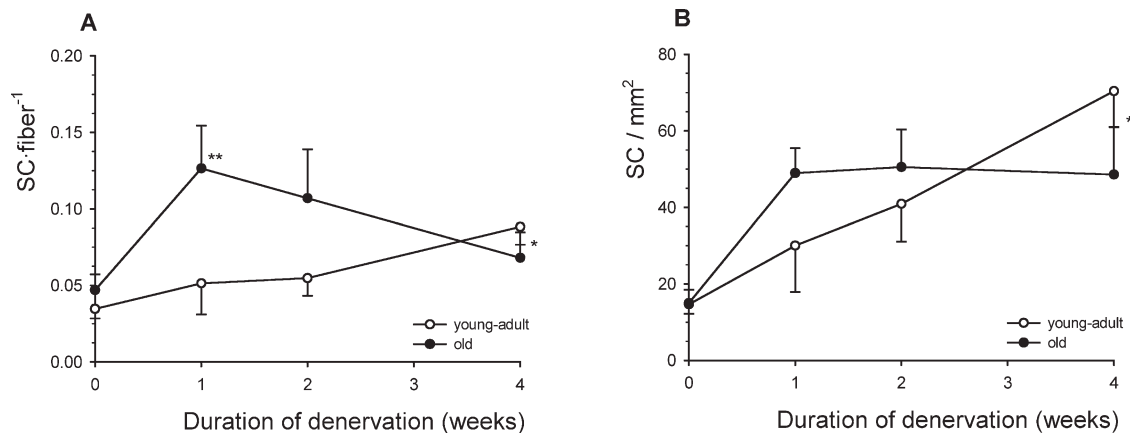 A
SC·fiber⁻¹
0.20
0.15
0.10
0.05
0.00
**
*
young-adult
old
0 1 2 3 4
Duration of denervation (weeks)
B
SC / mm²
80
60
40
20
0
*
young-adult
old
0 1 2 3 4
Duration of denervation (weeks)